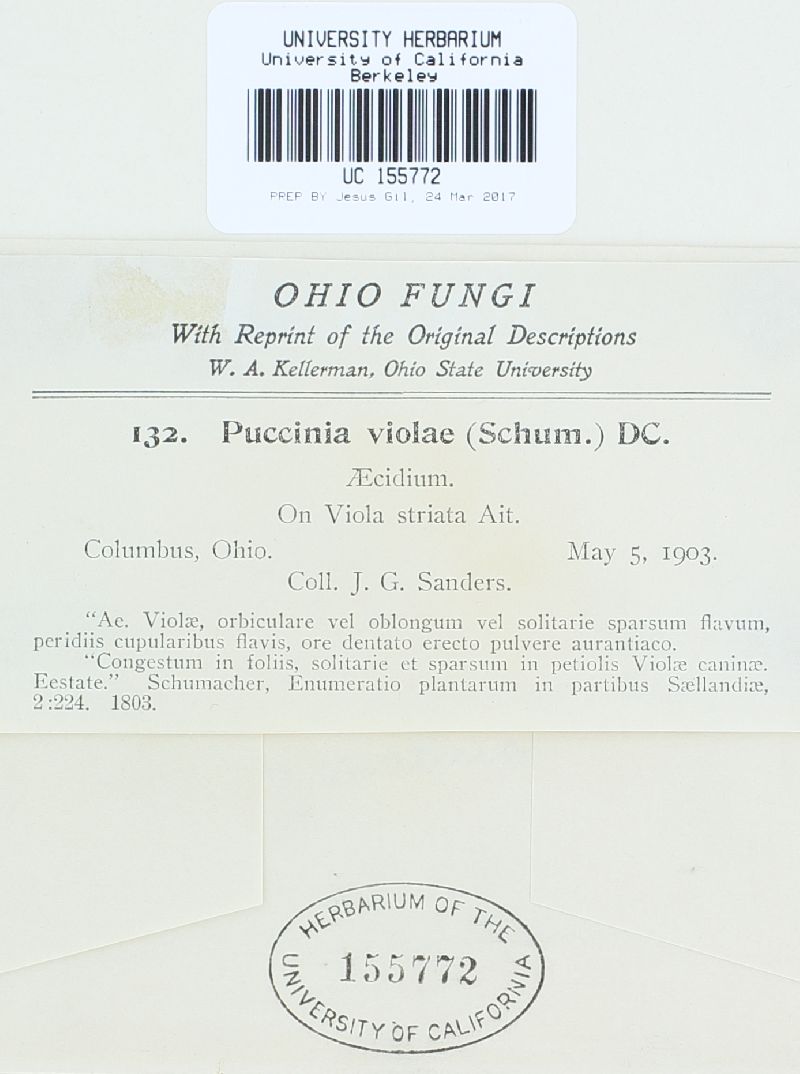 UNIVERSITY HERBARIUM
University of California
Berkeley
UC 155772
PREP BY Jesus Gil, 24 Mar 2017
OHIO FUNGI
With Reprint of the Original Descriptions
W. A. Kellerman, Ohio State University
132. Puccinia violae (Schum.) DC.
Æcidium.
On Viola striata Ait.
Columbus, Ohio. May 5, 1903.
Coll. J. G. Sanders.
“Ae. Violæ, orbiculare vel oblongum vel solitarie sparsum flavum,
peridiis cupularibus flavis, ore dentato erecto pulvere aurantiaco.
“Congestum in foliis, solitarie et sparsum in petiolis Violæ caninæ.
Eestate.” Schumacher, Enumeratio plantarum in partibus Sællandiæ,
2:224. 1803.
HERBARIUM OF THE
155772
UNIVERSITY OF CALIFORNIA